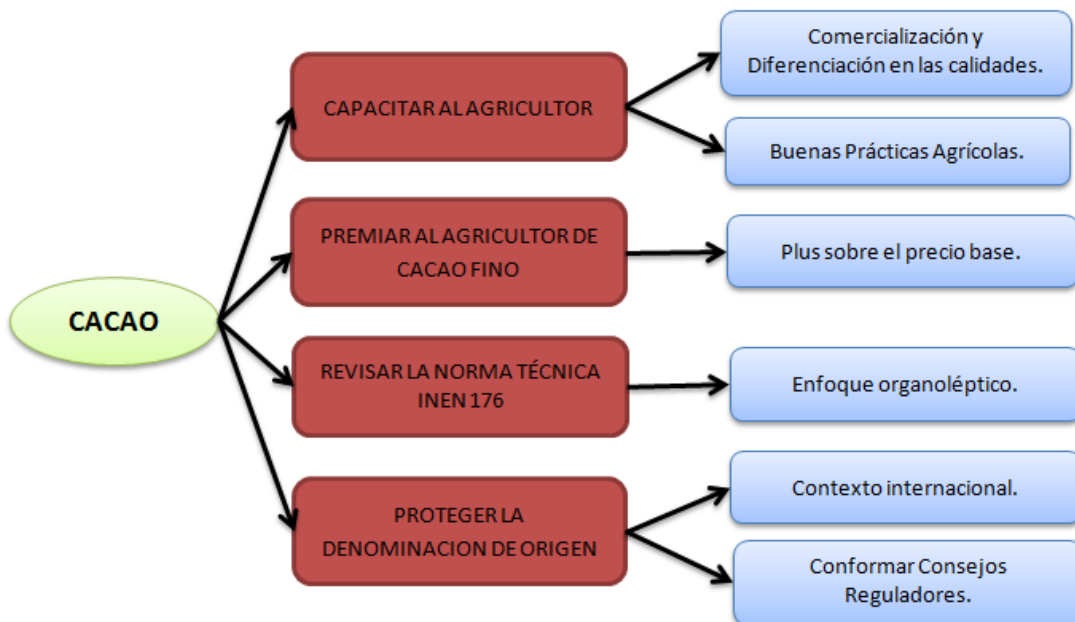 CACAO
CAPACITAR AL AGRICULTOR
Comercialización y
Diferenciación en las calidades.
Buenas Prácticas Agrícolas.
PREMIAR AL AGRICULTOR DE
CACAO FINO
Plus sobre el precio base.
REVISAR LA NORMA TÉCNICA
INEN 176
Enfoque organoléptico.
PROTEGER LA
DENOMINACION DE ORIGEN
Contexto internacional.
Conformar Consejos
Reguladores.